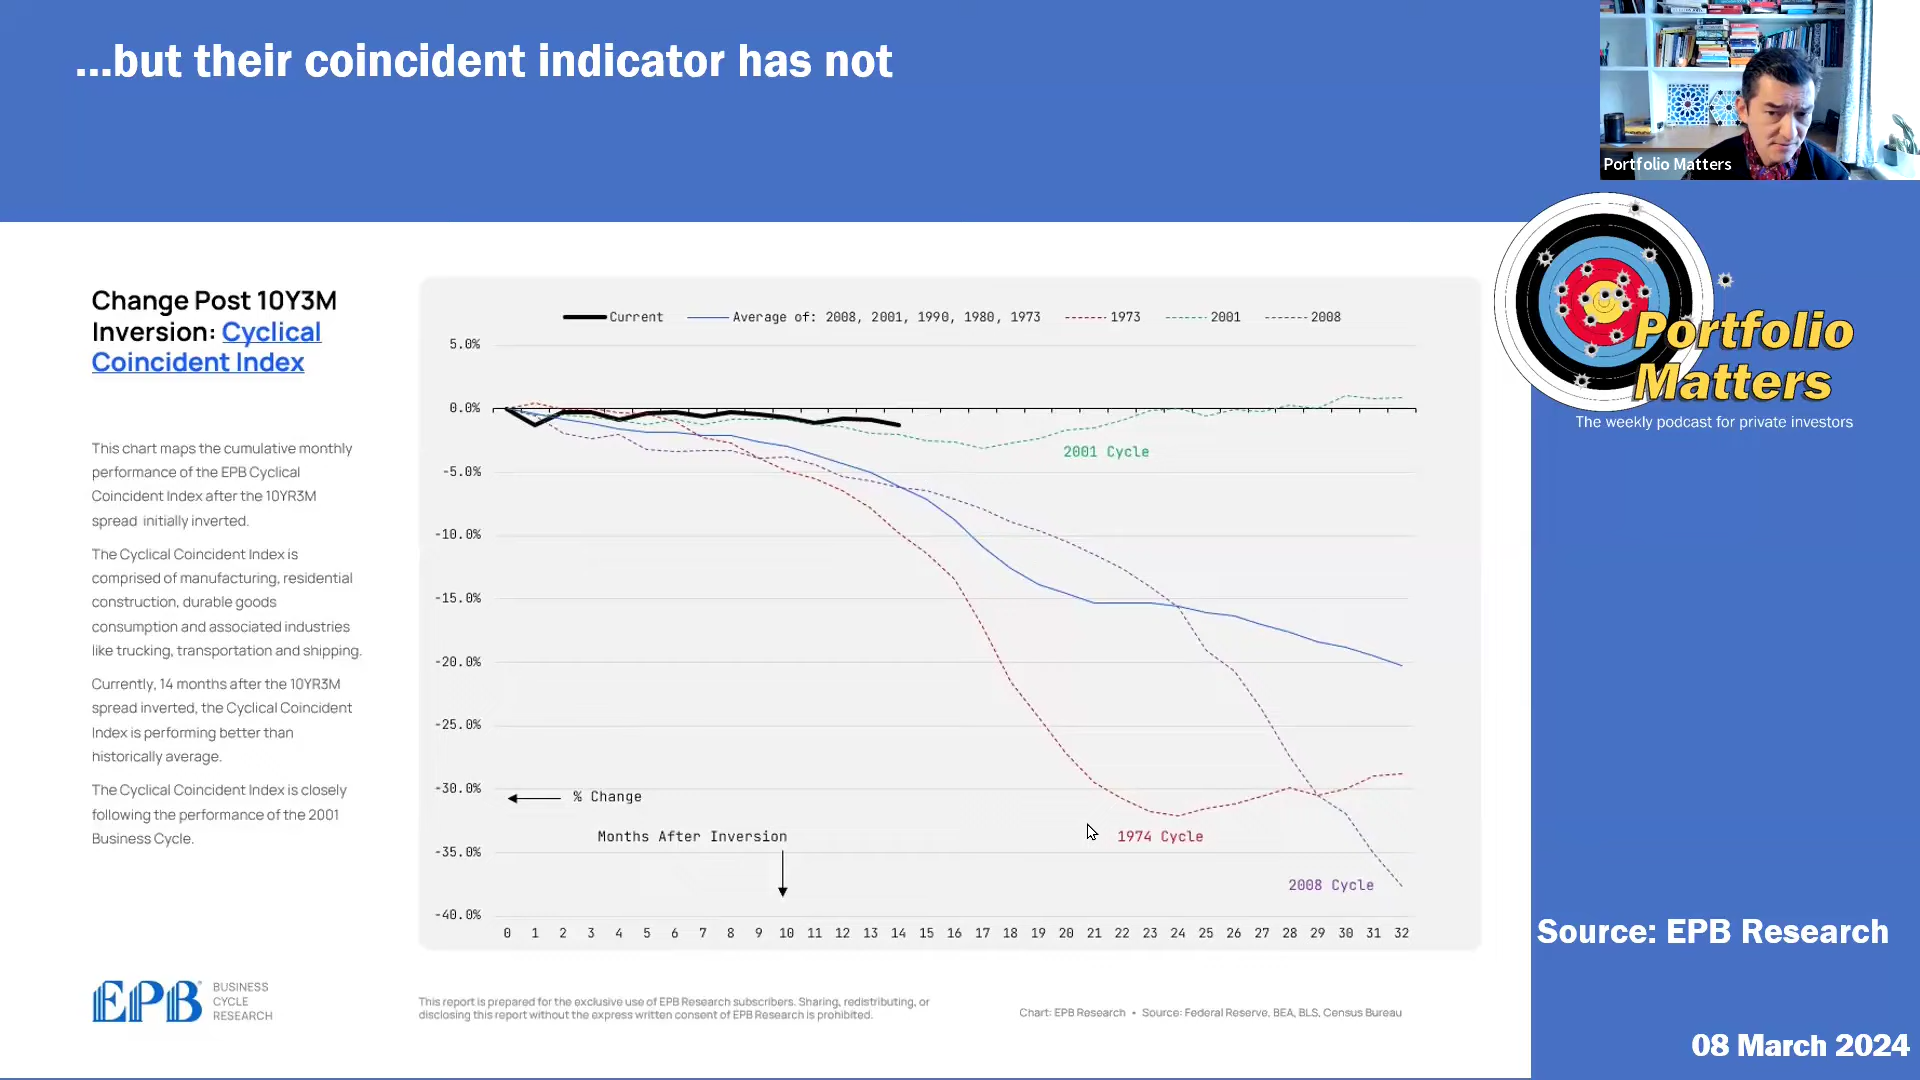 ...but their coincident indicator has not
Portfolio Matters
Portfolio
Matters
The weekly podcast for private investors
Change Post 10Y3M
Inversion: Cyclical
Coincident Index
This chart maps the cumulative monthly
performance of the EPB Cyclical
Coincident Index after the 10YR3M
spread initially inverted.
The Cyclical Coincident Index is
comprised of manufacturing, residential
construction, durable goods
consumption and associated industries
like trucking, transportation and shipping.
Currently, 14 months after the 10YR3M
spread inverted, the Cyclical Coincident
Index is performing better than
historically average.
The Cyclical Coincident Index is closely
following the performance of the 2001
Business Cycle.
Current Average of: 2008, 2001, 1990, 1980, 1973 1973 2001 2008
5.0%
0.0%
-5.0%
-10.0%
-15.0%
-20.0%
-25.0%
-30.0%
-35.0%
-40.0%
2001 Cycle
% Change
Months After Inversion
1974 Cycle
2008 Cycle
0 1 2 3 4 5 6 7 8 9 10 11 12 13 14 15 16 17 18 19 20 21 22 23 24 25 26 27 28 29 30 31 32
EPB BUSINESS
CYCLE
RESEARCH
This report is prepared for the exclusive use of EPB Research subscribers. Sharing, redistributing, or
disclosing this report without the express written consent of EPB Research is prohibited.
Chart: EPB Research • Source: Federal Reserve, BEA, BLS, Census Bureau
Source: EPB Research
08 March 2024